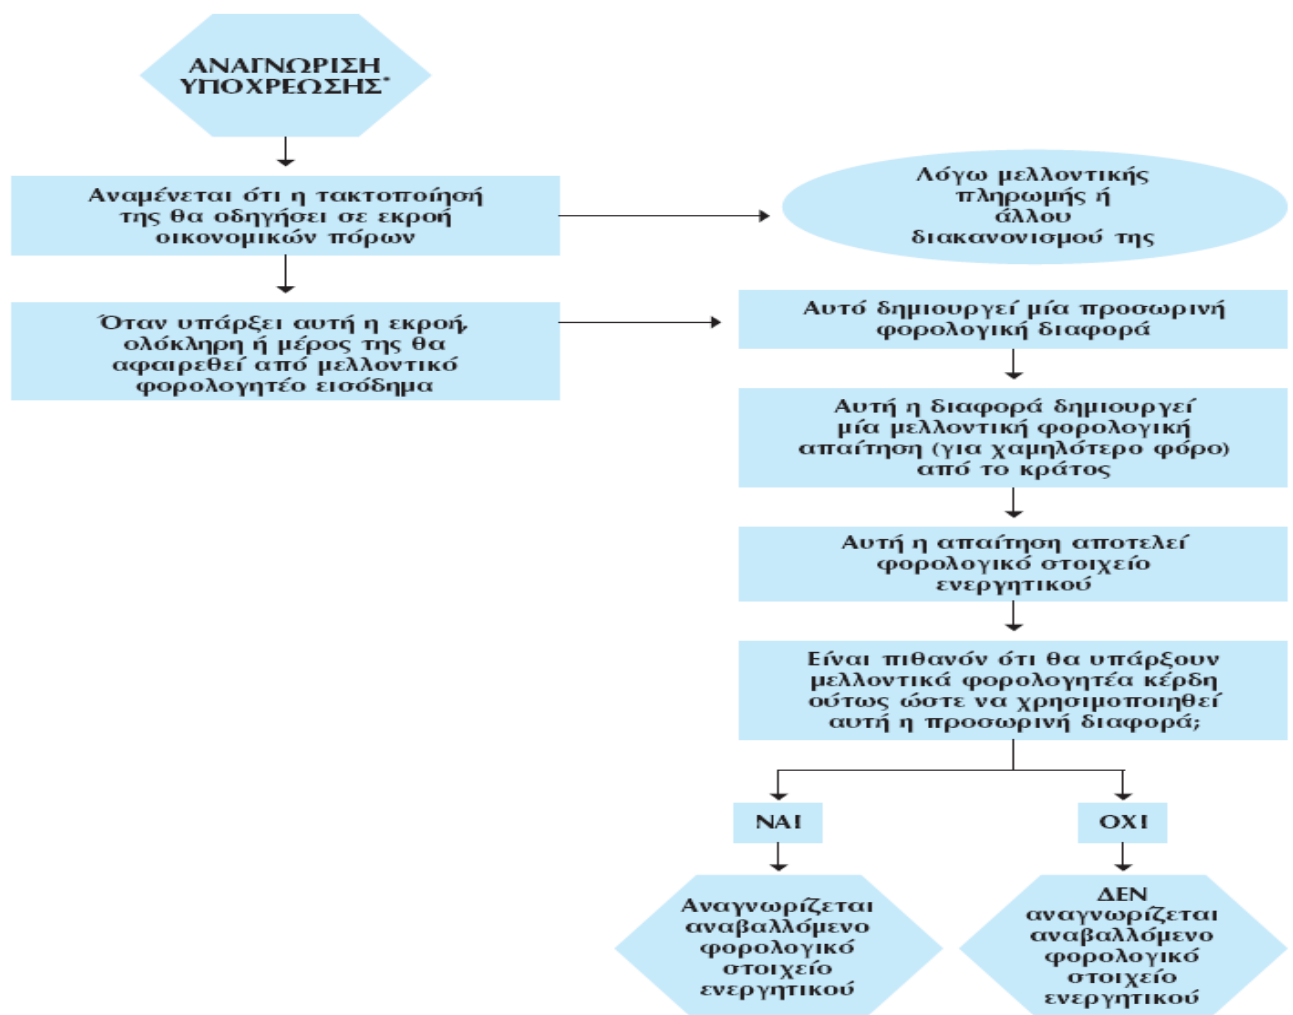 ΑΝΑΓΝΩΡΙΣΗ
ΥΠΟΧΡΕΩΣΗΣ*
Αναμένεται ότι η τακτοποίησή
της θα οδηγήσει σε εκροή
οικονομικών πόρων
Λόγω μελλοντικής
πληρωμής ή
άλλου
διακανονισμού της
Όταν υπάρξει αυτή η εκροή,
ολόκληρη ή μέρος της θα
αφαιρεθεί από μελλοντικό
φορολογητέο εισόδημα
Αυτό δημιουργεί μία προσωρινή
φορολογική διαφορά
Αυτή η διαφορά δημιουργεί
μία μελλοντική φορολογική
απαίτηση (για χαμηλότερο φόρο)
από το κράτος
Αυτή η απαίτηση αποτελεί
φορολογικό στοιχείο
ενεργητικού
Είναι πιθανόν ότι θα υπάρξουν
μελλοντικά φορολογητέα κέρδη
ούτως ώστε να χρησιμοποιηθεί
αυτή η προσωρινή διαφορά;
ΝΑΙ
ΟΧΙ
Αναγνωρίζεται
αναβαλλόμενο
φορολογικό
στοιχείο
ενεργητικού
ΔΕΝ
αναγνωρίζεται
αναβαλλόμενο
φορολογικό
στοιχείο
ενεργητικού